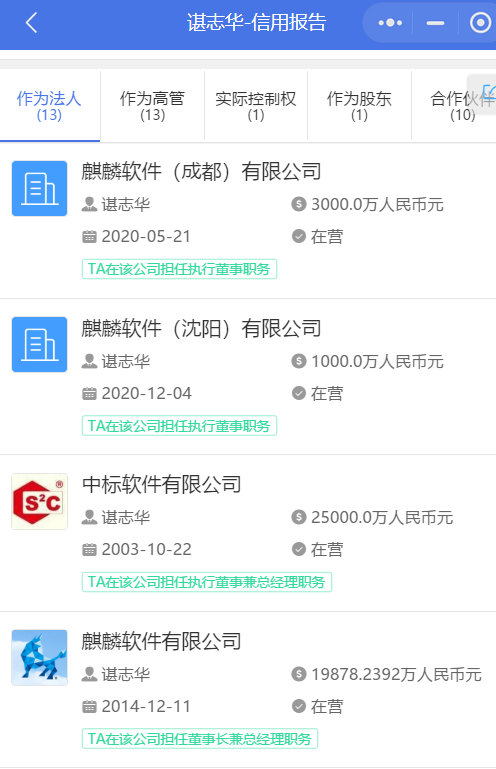 谌志华-信用报告
作为法人 作为高管 实际控制权 作为股东 合作伙伴
(13) (13) (1) (1) (10)
麒麟软件（成都）有限公司
谌志华 3000.0万人民币元
2020-05-21 在营
TA在该公司担任执行董事职务
麒麟软件（沈阳）有限公司
谌志华 1000.0万人民币元
2020-12-04 在营
TA在该公司担任执行董事职务
中标软件有限公司
S²C ®
谌志华 25000.0万人民币元
2003-10-22 在营
TA在该公司担任执行董事兼总经理职务
麒麟软件有限公司
谌志华 19878.2392万人民币元
2014-12-11 在营
TA在该公司担任董事长兼总经理职务